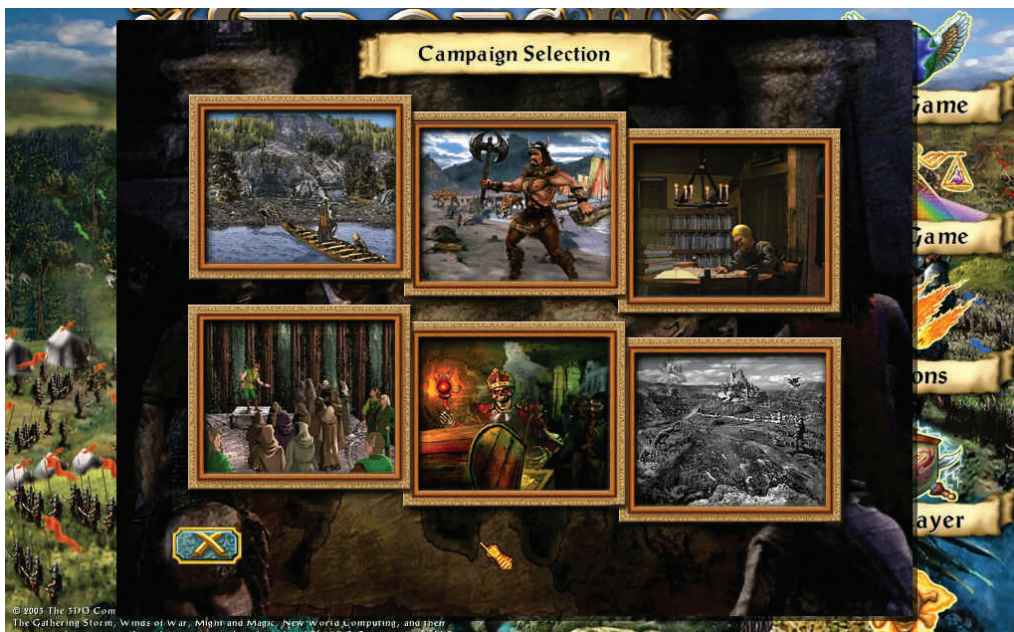 Campaign Selection
Game
Game
ons
ayer
© 2003 The 3DO Com
The Gathering Storm, Winds of War, Might and Magic, New World Computing, and their